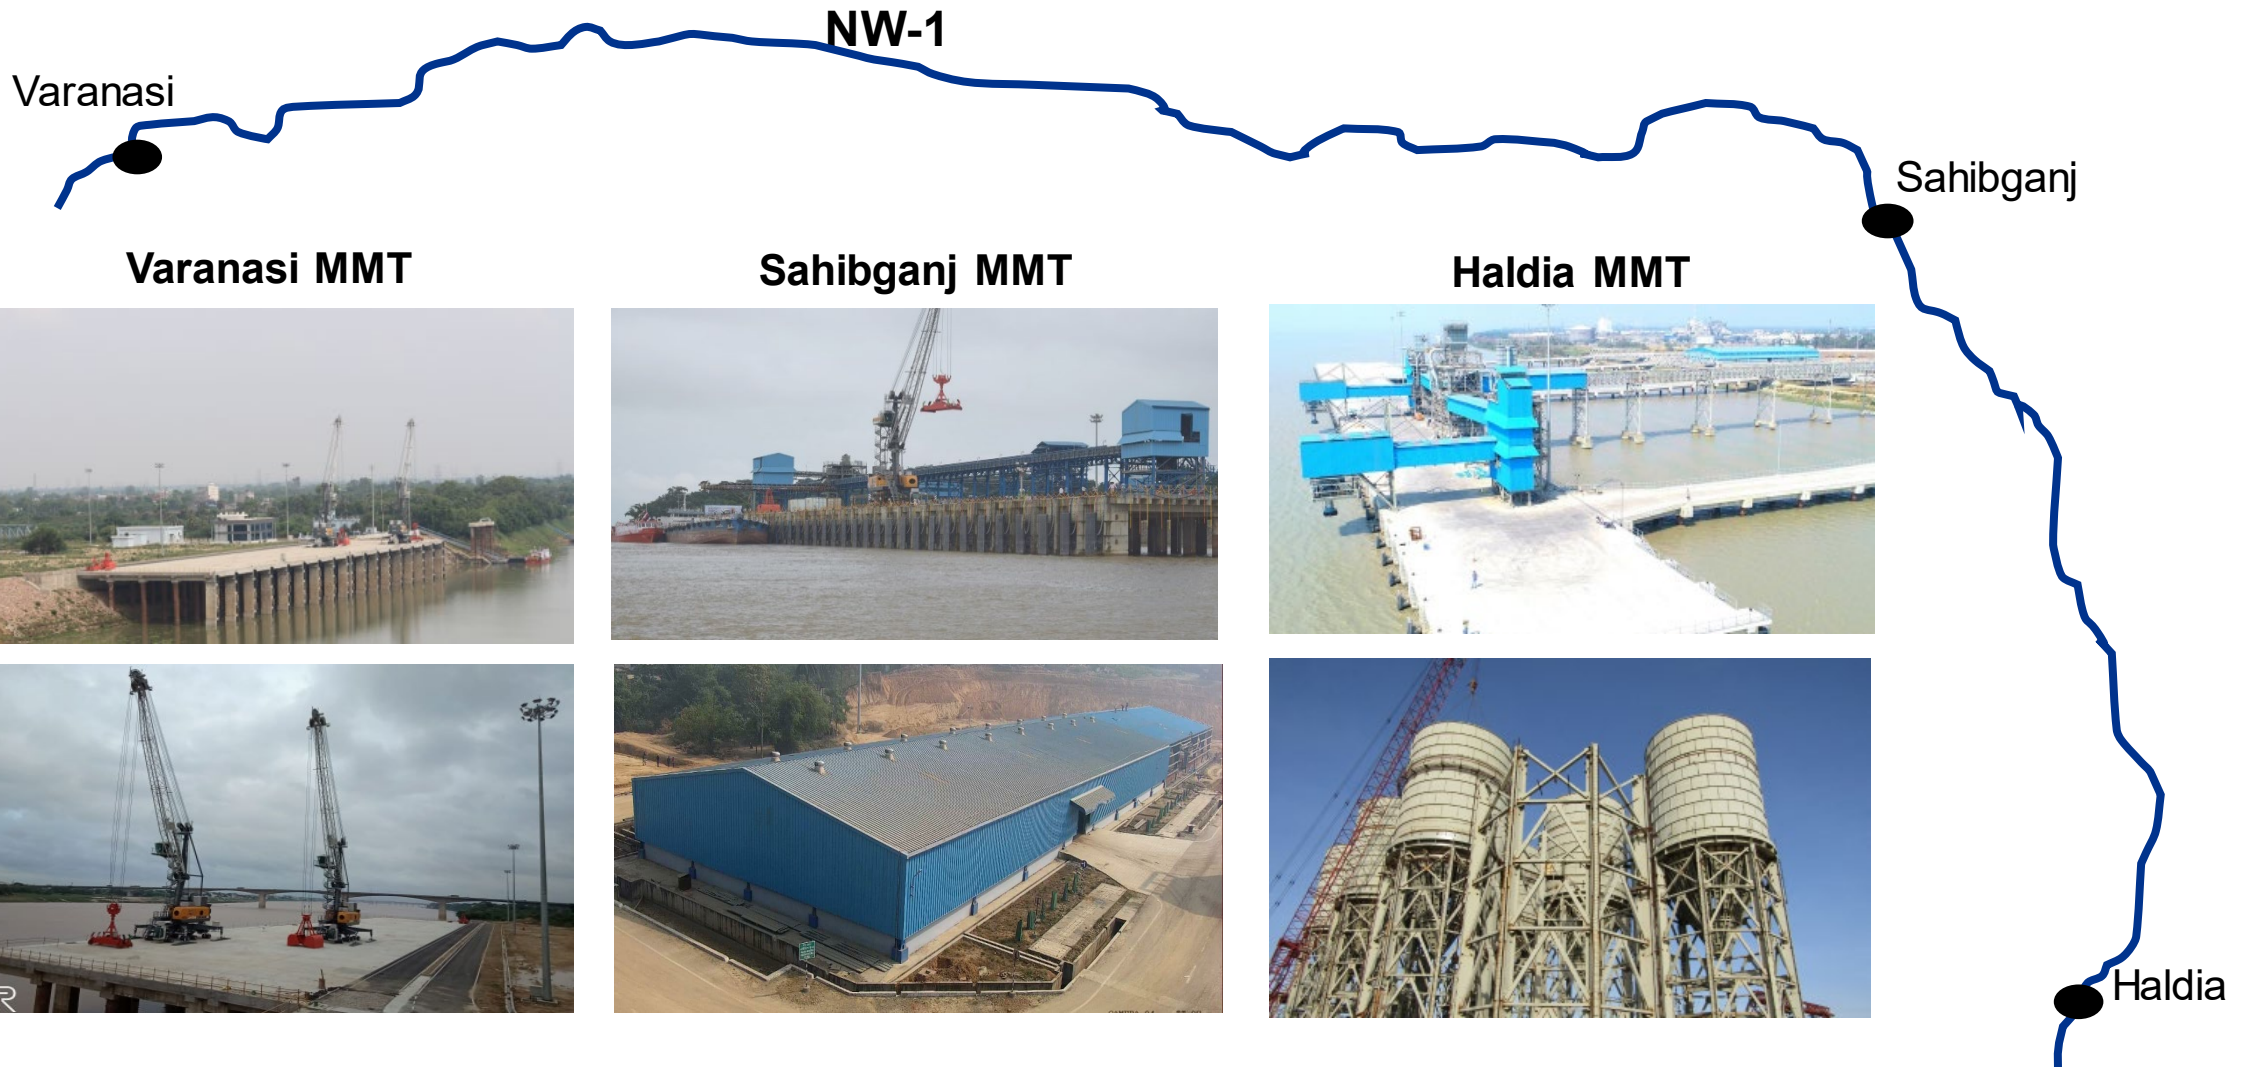 NW-1
Varanasi
Sahibganj
Varanasi MMT
Sahibganj MMT
Haldia MMT
Haldia